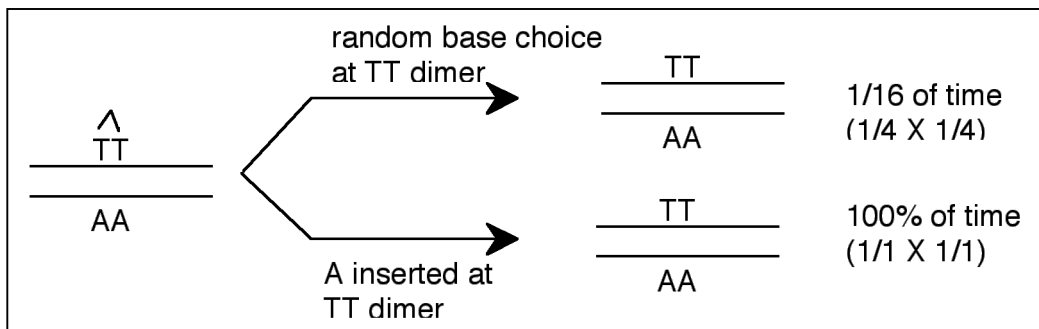 random base choice
at TT dimer
TT
AA
1/16 of time
(1/4 X 1/4)
^
TT
AA
A inserted at
TT dimer
TT
AA
100% of time
(1/1 X 1/1)